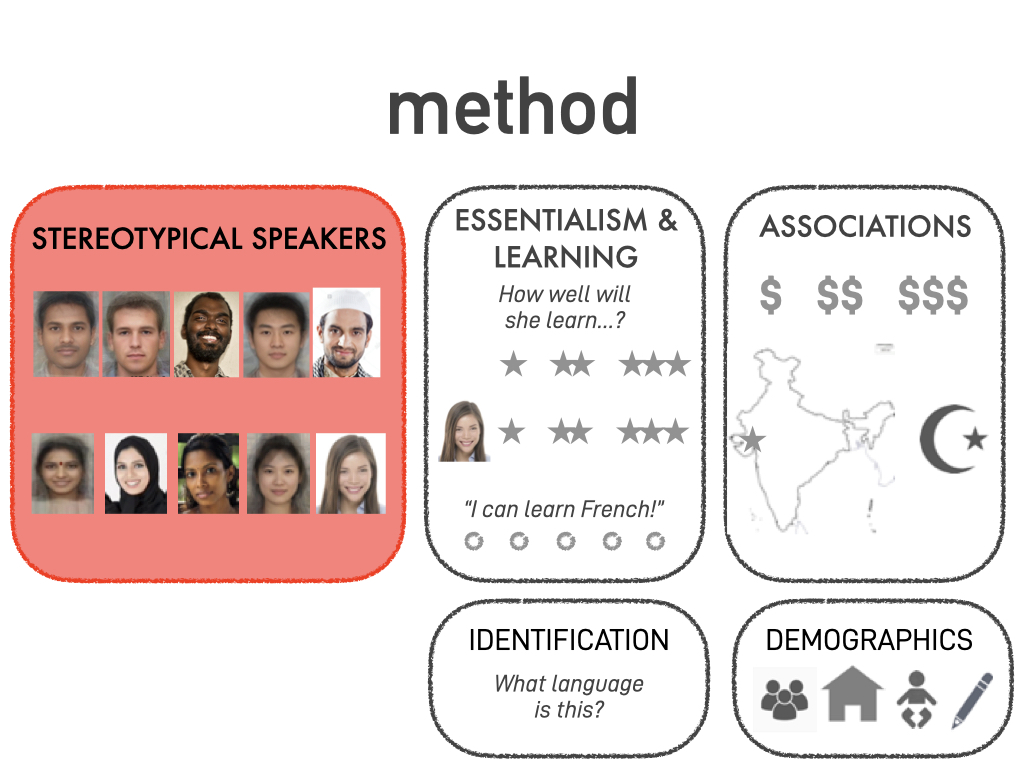 method
STEREOTYPICAL SPEAKERS
ESSENTIALISM &
LEARNING
How well will
she learn...?
"I can learn French!"
ASSOCIATIONS
$ $$ $$$
IDENTIFICATION
What language
is this?
DEMOGRAPHICS